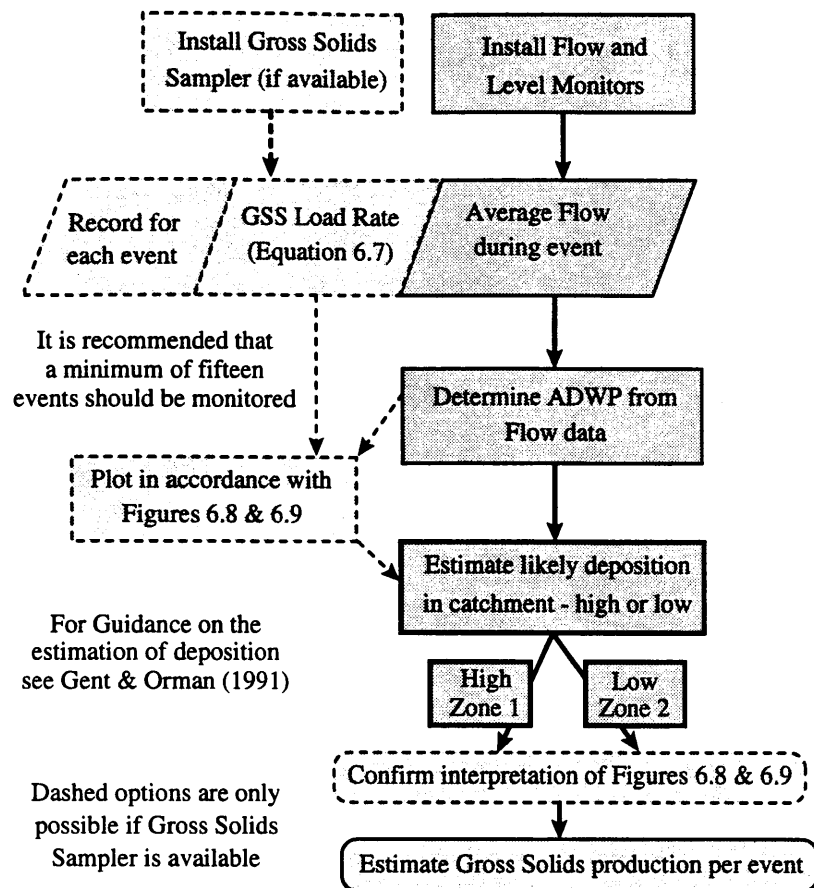 Install Gross Solids
Sampler (if available)
Install Flow and
Level Monitors
Record for
each event
GSS Load Rate
(Equation 6.7)
Average Flow
during event
It is recommended that
a minimum of fifteen
events should be monitored
Determine ADWP from
Flow data
Plot in accordance with
Figures 6.8 & 6.9
Estimate likely deposition
in catchment - high or low
For Guidance on the
estimation of deposition
see Gent & Orman (1991)
High
Zone 1
Low
Zone 2
Confirm interpretation of Figures 6.8 & 6.9
Dashed options are only
possible if Gross Solids
Sampler is available
Estimate Gross Solids production per event